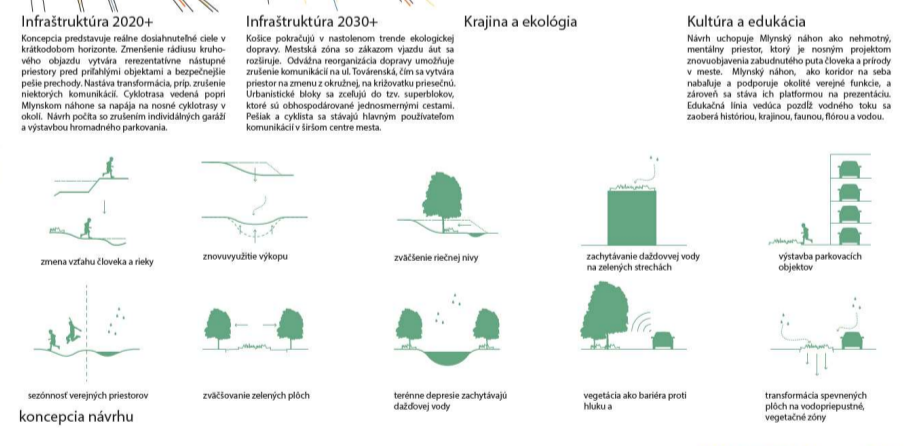 Infraštruktúra 2020+
Koncepcia predstavuje reálne dosiahnuteľné ciele v
krátkodobom horizonte. Zmenšenie rádiusu kruho-
vého objazdu vytvára rerezentatívne nástupné
priestory pred priľahlými objektami a bezpečnejšie
pešie prechody. Nastáva transformácia, príp. zrušenie
niektorých komunikácií. Cyklotrasa vedená popri
Mlynskom náhone sa napája na nosné cyklotrasy v
okolí. Návrh počíta so zrušením individálnych garáží
a výstavbou hromadného parkovania.
Infraštruktúra 2030+
Košice pokračujú v nastolenom trende ekologickej
dopravy. Mestská zóna so zákazom vjazdu áut sa
rozširuje. Odvážna reorganizácia dopravy umožňuje
zrušenie komunikácií na ul. Továrenská, čím sa vytvára
priestor na zmenu z okružnej, na križovatku priesečnú.
Urbanistické bloky sa zceľujú do tzv. superblokov,
ktoré sú obhospodárované jednosmernými cestami.
Pešiak a cyklista sa stávajú hlavným používateľom
komunikácií v širšom centre mesta.
Krajina a ekológia
Kultúra a edukácia
Návrh uchopuje Mlynský náhon ako nehmotný,
mentálny priestor, ktorý je nosným projektom
znovuobjavenia zabudnutého puta človeka a prírody
v meste. Mlynský náhon, ako koridor na seba
nabaľuje a podporuje okolité verejné funkcie, a
zároveň sa stáva ich platformou na prezentáciu.
Edukačná línia vedúca pozdĺž vodného toku sa
zaoberá históriou, krajinou, faunou, flórou a vodou.
zmena vzťahu človeka a rieky
znovuvyužitie výkopu
zväčšenie riečnej nivy
zachytávanie daždovvej vody
na zelených strechách
výstavba parkovacích
objektov
sezónnosť verejných priestorov
zväčšovanie zelených plôch
terénne depresie zachytávajú
dažďovej vody
vegetácia ako bariéra proti
hluku a
transformácia spevnených
plôch na vodopriepustné,
vegetačné zóny
koncepcia návrhu